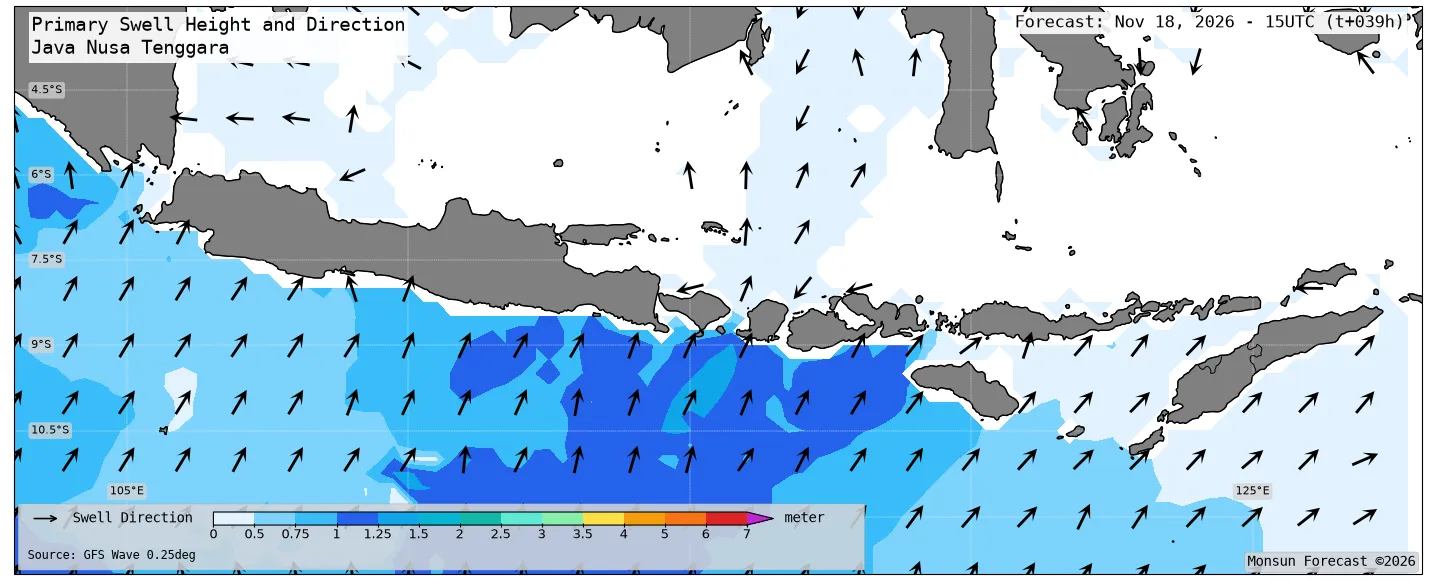 Primary Swell Height and Direction
Java Nusa Tenggara
Forecast: Nov 18, 2026 - 15UTC (t+039h)
4.5°S
6°S
7.5°S
9°S
10.5°S
105°E
125°E
Swell Direction
0 0.5 0.75 1 1.25 1.5 2 2.5 3 3.5 4 5 6 7
meter
Source: GFS Wave 0.25deg
Monsun Forecast ©2026